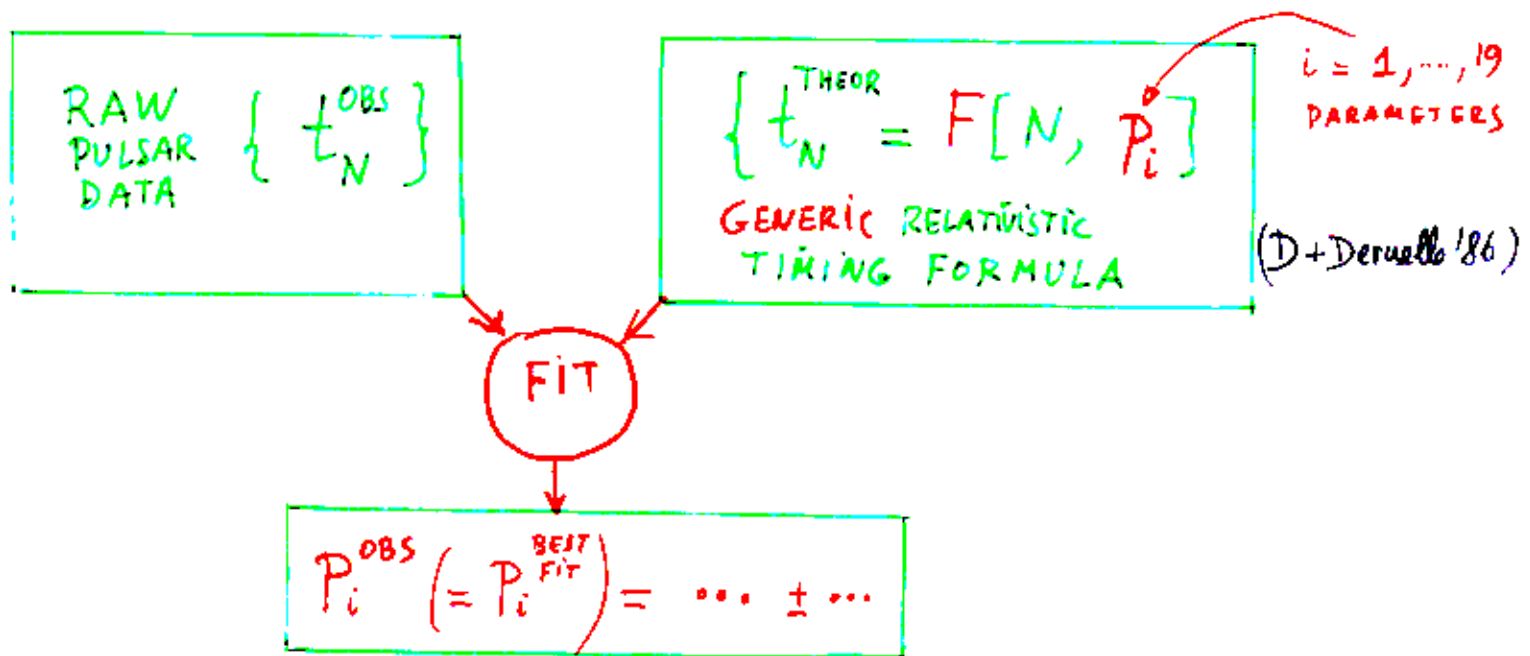 RAW
PULSAR
DATA
{ t_N^OBS }
{ t_N^THEOR = F[N, P_i]
GENERIC RELATIVISTIC
TIMING FORMULA
i = 1, ..., 19
PARAMETERS
(D+Deruelle '86)
FIT
P_i^OBS (= P_i^BEST FIT) = ... ± ...